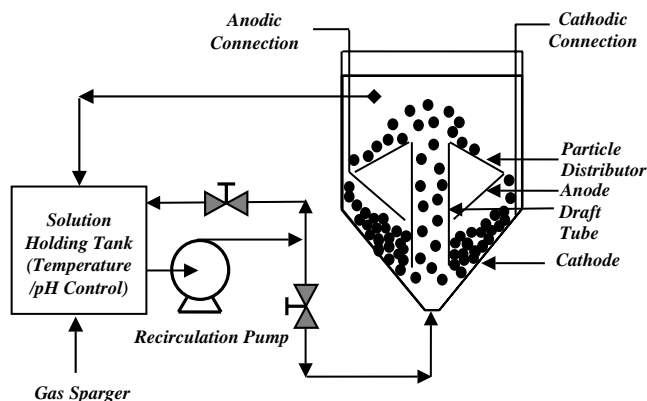 Anodic
Connection
Cathodic
Connection
Particle
Distributor
Anode
Draft
Tube
Cathode
Solution
Holding Tank
(Temperature
/pH Control)
Recirculation Pump
Gas Sparger